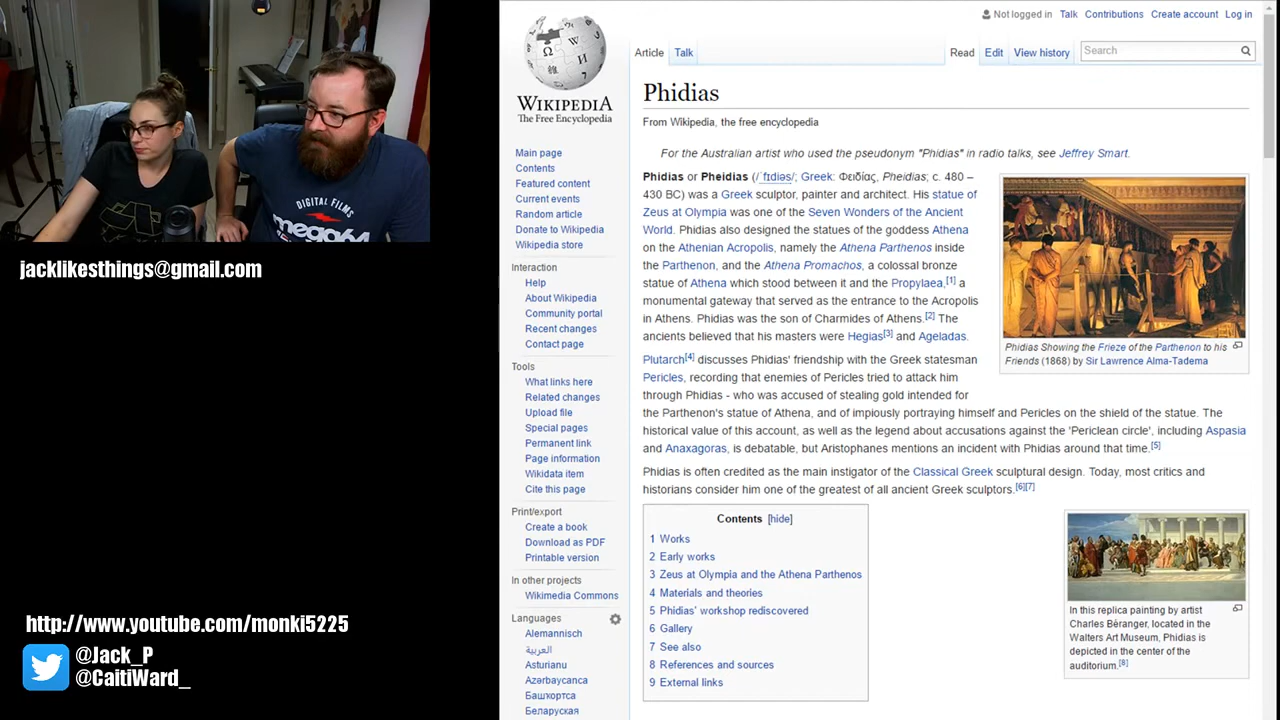 DIGITAL FILMS
mega64
jacklikesthings@gmail.com
http://www.youtube.com/monki5225
@Jack_P
@CaitiWard_
WIKIPEDIA
The Free Encyclopedia
Main page
Contents
Featured content
Current events
Random article
Donate to Wikipedia
Wikipedia store
Interaction
Help
About Wikipedia
Community portal
Recent changes
Contact page
Tools
What links here
Related changes
Upload file
Special pages
Permanent link
Page information
Wikidata item
Cite this page
Print/export
Create a book
Download as PDF
Printable version
In other projects
Wikimedia Commons
Languages
Alemannisch
العربية
Asturianu
Azərbaycanca
Башҡортса
Беларуская
Not logged in Talk Contributions Create account Log in
Article Talk Read Edit View history Search
Phidias
From Wikipedia, the free encyclopedia
For the Australian artist who used the pseudonym "Phidias" in radio talks, see Jeffrey Smart.
Phidias or Pheidias (/ˈfɪdiəs/; Greek: Φειδίας, Pheidias; c. 480 –
430 BC) was a Greek sculptor, painter and architect. His statue of
Zeus at Olympia was one of the Seven Wonders of the Ancient
World. Phidias also designed the statues of the goddess Athena
on the Athenian Acropolis, namely the Athena Parthenos inside
the Parthenon, and the Athena Promachos, a colossal bronze
statue of Athena which stood between it and the Propylaea,[1] a
monumental gateway that served as the entrance to the Acropolis
in Athens. Phidias was the son of Charmides of Athens.[2] The
ancients believed that his masters were Hegias[3] and Ageladas.
Plutarch[4] discusses Phidias' friendship with the Greek statesman
Pericles, recording that enemies of Pericles tried to attack him
through Phidias - who was accused of stealing gold intended for
the Parthenon's statue of Athena, and of impiously portraying himself and Pericles on the shield of the statue. The
historical value of this account, as well as the legend about accusations against the 'Periclean circle', including Aspasia
and Anaxagoras, is debatable, but Aristophanes mentions an incident with Phidias around that time.[5]
Phidias is often credited as the main instigator of the Classical Greek sculptural design. Today, most critics and
historians consider him one of the greatest of all ancient Greek sculptors.[6][7]
Phidias Showing the Frieze of the Parthenon to his
Friends (1868) by Sir Lawrence Alma-Tadema
Contents [hide]
1 Works
2 Early works
3 Zeus at Olympia and the Athena Parthenos
4 Materials and theories
5 Phidias' workshop rediscovered
6 Gallery
7 See also
8 References and sources
9 External links
In this replica painting by artist
Charles Béranger, located in the
Walters Art Museum, Phidias is
depicted in the center of the
auditorium.[8]